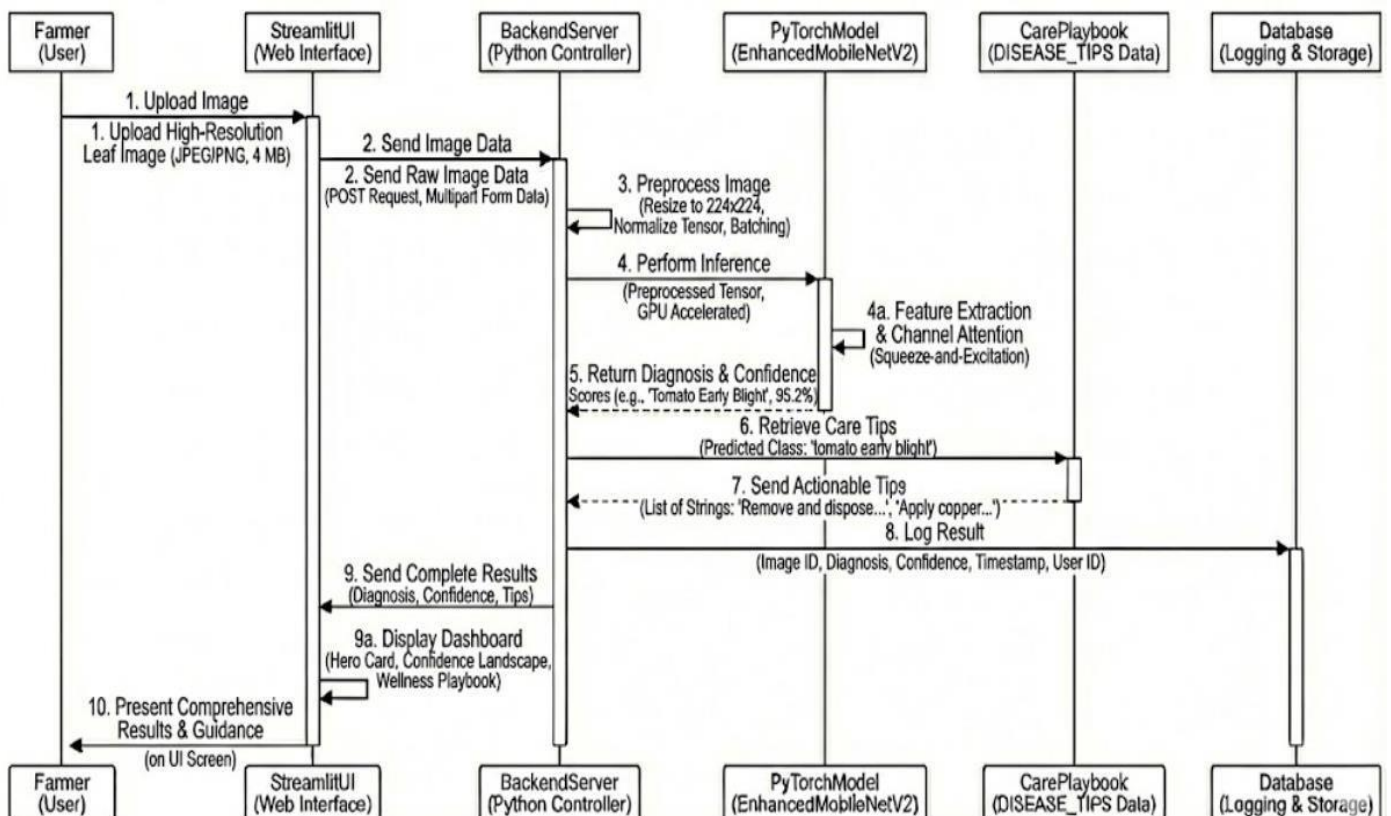 Farmer
(User)
StreamlitUI
(Web Interface)
BackendServer
(Python Controller)
PyTorchModel
(EnhancedMobileNetV2)
CarePlaybook
(DISEASE_TIPS Data)
Database
(Logging & Storage)
1. Upload Image
1. Upload High-Resolution
Leaf Image (JPEG/PNG, 4 MB)
2. Send Image Data
2. Send Raw Image Data
(POST Request, Multipart Form Data)
3. Preprocess Image
(Resize to 224x224,
Normalize Tensor, Batching)
4. Perform Inference
(Preprocessed Tensor,
GPU Accelerated)
4a. Feature Extraction
& Channel Attention
(Squeeze-and-Excitation)
5. Return Diagnosis & Confidence
Scores (e.g., 'Tomato Early Blight', 95.2%)
6. Retrieve Care Tips
(Predicted Class: 'tomato early blight')
7. Send Actionable Tips
(List of Strings: 'Remove and dispose...', 'Apply copper...')
8. Log Result
(Image ID, Diagnosis, Confidence, Timestamp, User ID)
9. Send Complete Results
(Diagnosis, Confidence, Tips)
9a. Display Dashboard
(Hero Card, Confidence Landscape,
Wellness Playbook)
10. Present Comprehensive
Results & Guidance
(on UI Screen)
Farmer
(User)
StreamlitUI
(Web Interface)
BackendServer
(Python Controller)
PyTorchModel
(EnhancedMobileNetV2)
CarePlaybook
(DISEASE_TIPS Data)
Database
(Logging & Storage)